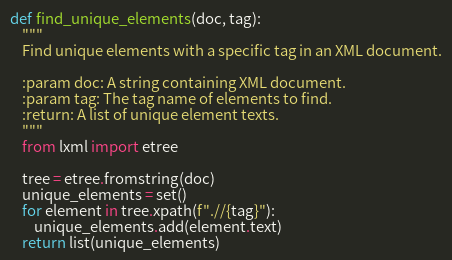 def find_unique_elements(doc, tag):
    """
    Find unique elements with a specific tag in an XML document.

    :param doc: A string containing XML document.
    :param tag: The tag name of elements to find.
    :return: A list of unique element texts.
    """
    from lxml import etree

    tree = etree.fromstring(doc)
    unique_elements = set()
    for element in tree.xpath(f".//{tag}"):
        unique_elements.add(element.text)
    return list(unique_elements)